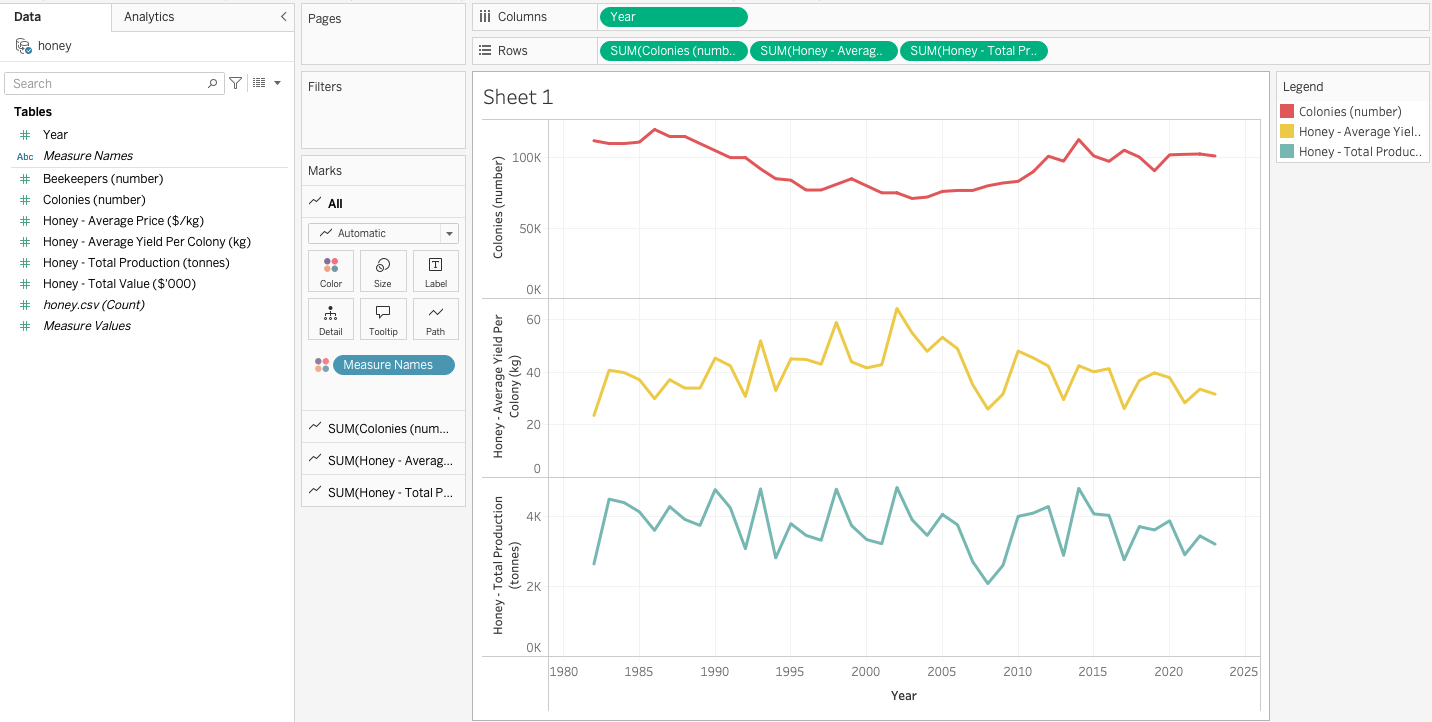 Data
Analytics
honey
Search
Tables
Year
Abc Measure Names
Beekeepers (number)
Colonies (number)
Honey - Average Price ($/kg)
Honey - Average Yield Per Colony (kg)
Honey - Total Production (tonnes)
Honey - Total Value ($'000)
honey.csv (Count)
Measure Values
Pages
Filters
Marks
All
Automatic
Color
Size
T
Label
Detail
Tooltip
Path
Measure Names
SUM(Colonies (num...
SUM(Honey - Averag...
SUM(Honey - Total P...
Columns
Year
Rows
SUM(Colonies (numb..
SUM(Honey - Averag..
SUM(Honey - Total Pr..
Sheet 1
Colonies (number)
100K
50K
0K
Honey - Average Yield Per
Colony (kg)
60
40
20
0
Honey - Total Production
(tonnes)
4K
2K
0K
1980
1985
1990
1995
2000
2005
2010
2015
2020
2025
Year
Legend
Colonies (number)
Honey - Average Yiel..
Honey - Total Produc..